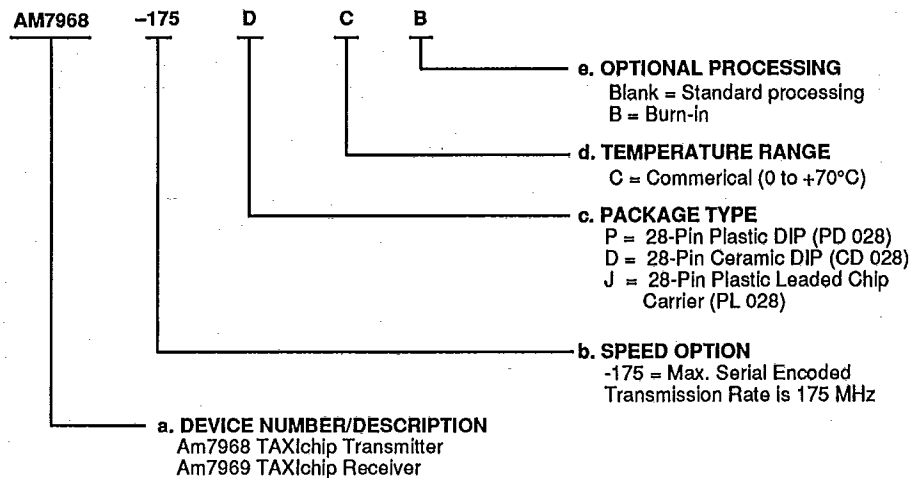 AM7968 –175 D C B
e. OPTIONAL PROCESSING
Blank = Standard processing
B = Burn-in
d. TEMPERATURE RANGE
C = Commerical (0 to +70°C)
c. PACKAGE TYPE
P = 28-Pin Plastic DIP (PD 028)
D = 28-Pin Ceramic DIP (CD 028)
J = 28-Pin Plastic Leaded Chip
Carrier (PL 028)
b. SPEED OPTION
-175 = Max. Serial Encoded
Transmission Rate is 175 MHz
a. DEVICE NUMBER/DESCRIPTION
Am7968 TAXIchip Transmitter
Am7969 TAXIchip Receiver